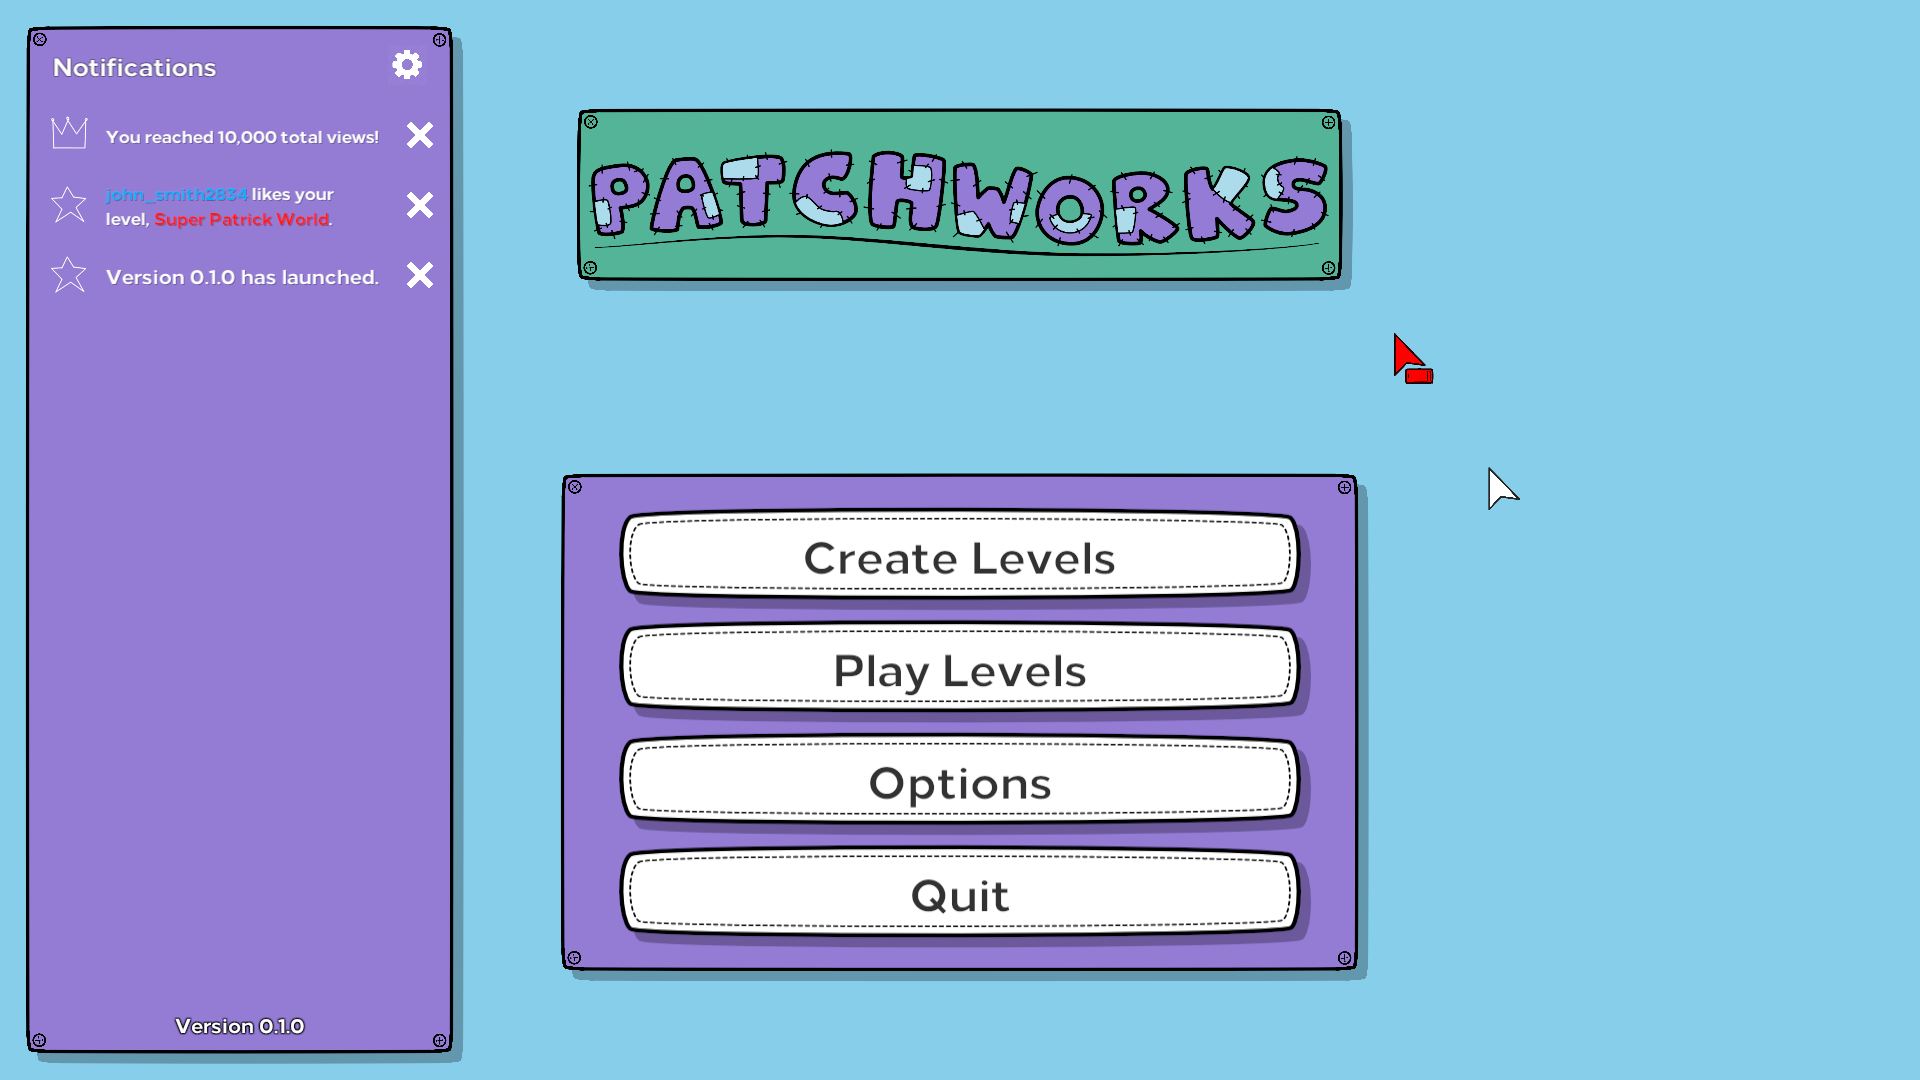 Notifications
You reached 10,000 total views!
john_smith2834 likes your
level, Super Patrick World.
Version 0.1.0 has launched.
Version 0.1.0
PATCHWORKS
Create Levels
Play Levels
Options
Quit